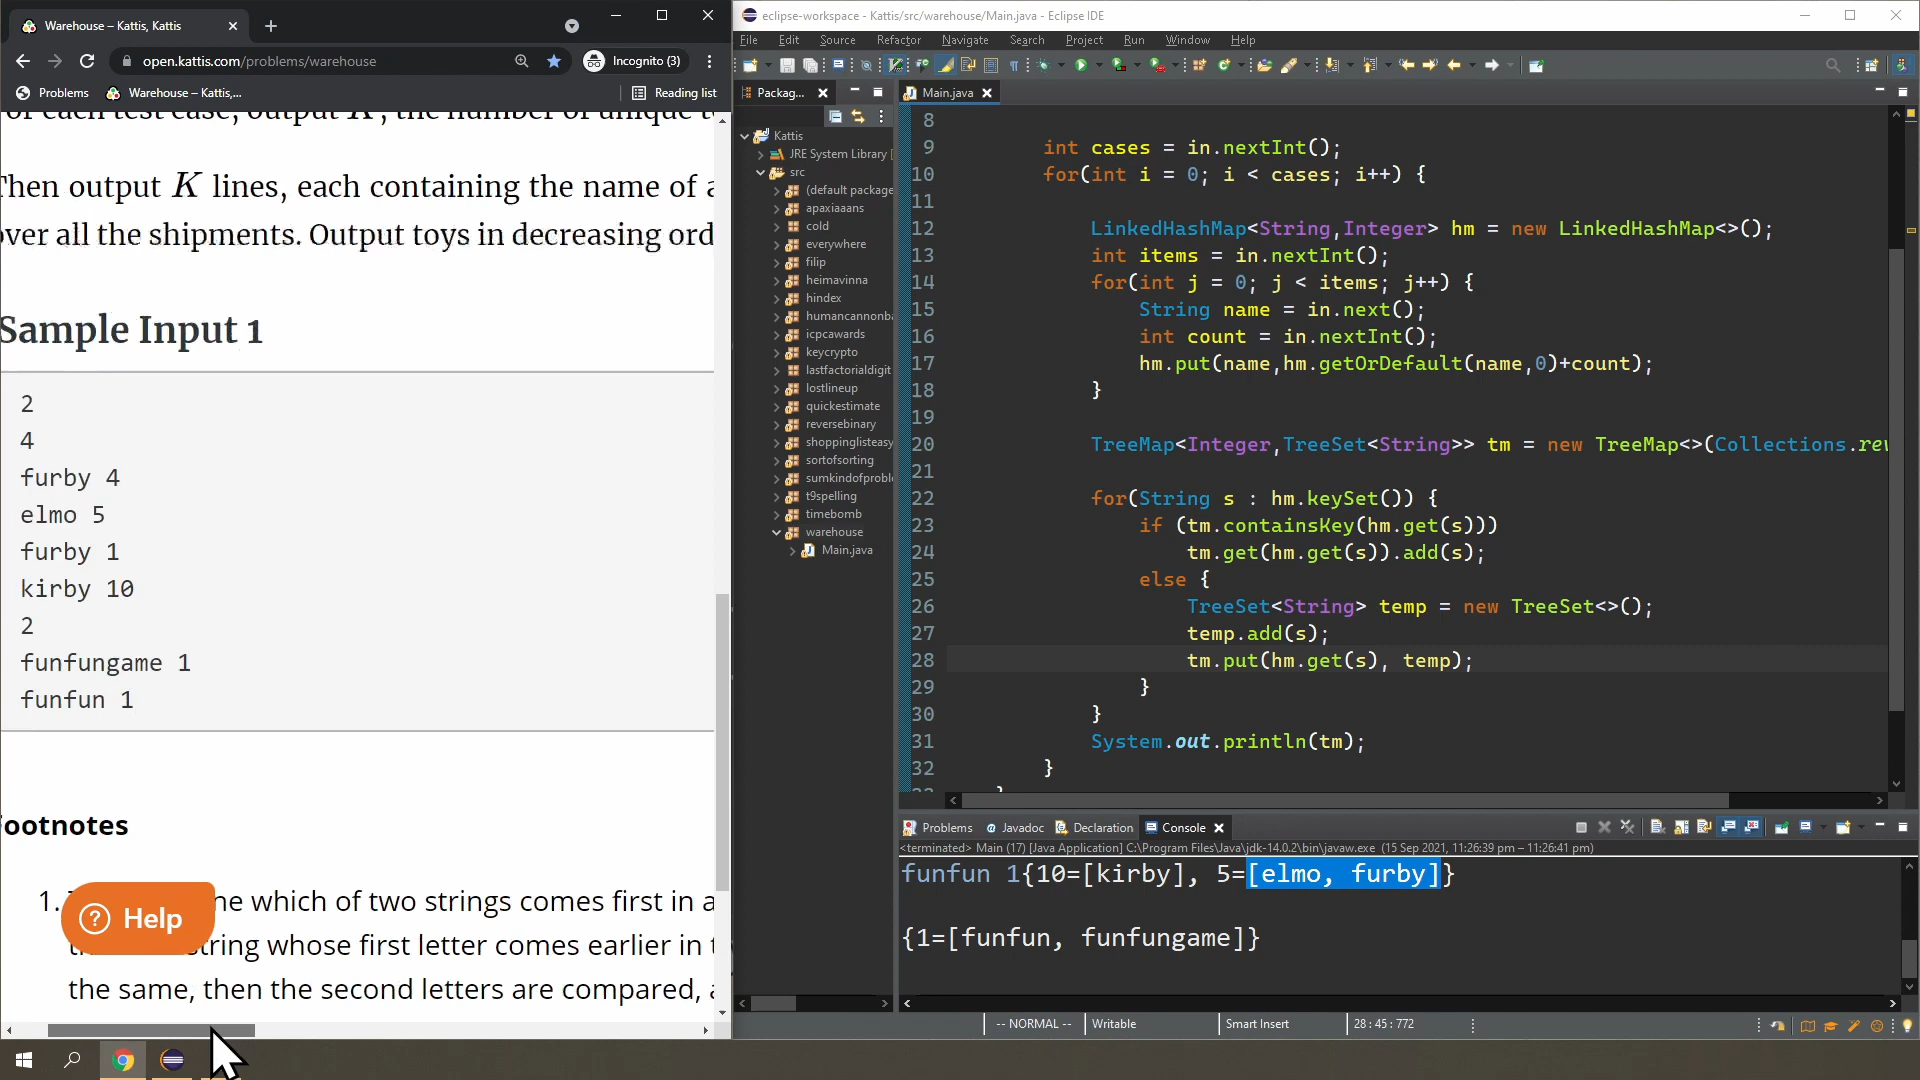 Warehouse – Kattis, Kattis
open.kattis.com/problems/warehouse
Incognito (3)
Problems
Warehouse – Kattis,...
Reading list
Then output K lines, each containing the name of a
over all the shipments. Output toys in decreasing ord
Sample Input 1
2
4
furby 4
elmo 5
furby 1
kirby 10
2
funfungame 1
funfun 1
Footnotes
1.
ne which of two strings comes first in a
tring whose first letter comes earlier in t
the same, then the second letters are compared, a
Help
eclipse-workspace - Kattis/src/warehouse/Main.java - Eclipse IDE
File Edit Source Refactor Navigate Search Project Run Window Help
Packag...
Kattis
JRE System Library [
src
(default package
apaxiaaans
cold
everywhere
filip
heimavinna
hindex
humancannonba
icpcawards
keycrypto
lastfactorialdigit
lostlineup
quickestimate
reversebinary
shoppinglisteasy
sortofsorting
sumkindofproble
t9spelling
timebomb
warehouse
Main.java
Main.java
8
9 int cases = in.nextInt();
10 for(int i = 0; i < cases; i++) {
11
12 LinkedHashMap<String,Integer> hm = new LinkedHashMap<>();
13 int items = in.nextInt();
14 for(int j = 0; j < items; j++) {
15 String name = in.next();
16 int count = in.nextInt();
17 hm.put(name,hm.getOrDefault(name,0)+count);
18 }
19
20 TreeMap<Integer,TreeSet<String>> tm = new TreeMap<>(Collections.rev
21
22 for(String s : hm.keySet()) {
23 if (tm.containsKey(hm.get(s)))
24 tm.get(hm.get(s)).add(s);
25 else {
26 TreeSet<String> temp = new TreeSet<>();
27 temp.add(s);
28 tm.put(hm.get(s), temp);
29 }
30 }
31 System.out.println(tm);
32 }
Problems @ Javadoc Declaration Console
<terminated> Main (17) [Java Application] C:\Program Files\Java\jdk-14.0.2\bin\javaw.exe (15 Sep 2021, 11:26:39 pm – 11:26:41 pm)
funfun 1{10=[kirby], 5=[elmo, furby]}
{1=[funfun, funfungame]}
-- NORMAL -- Writable Smart Insert 28 : 45 : 772